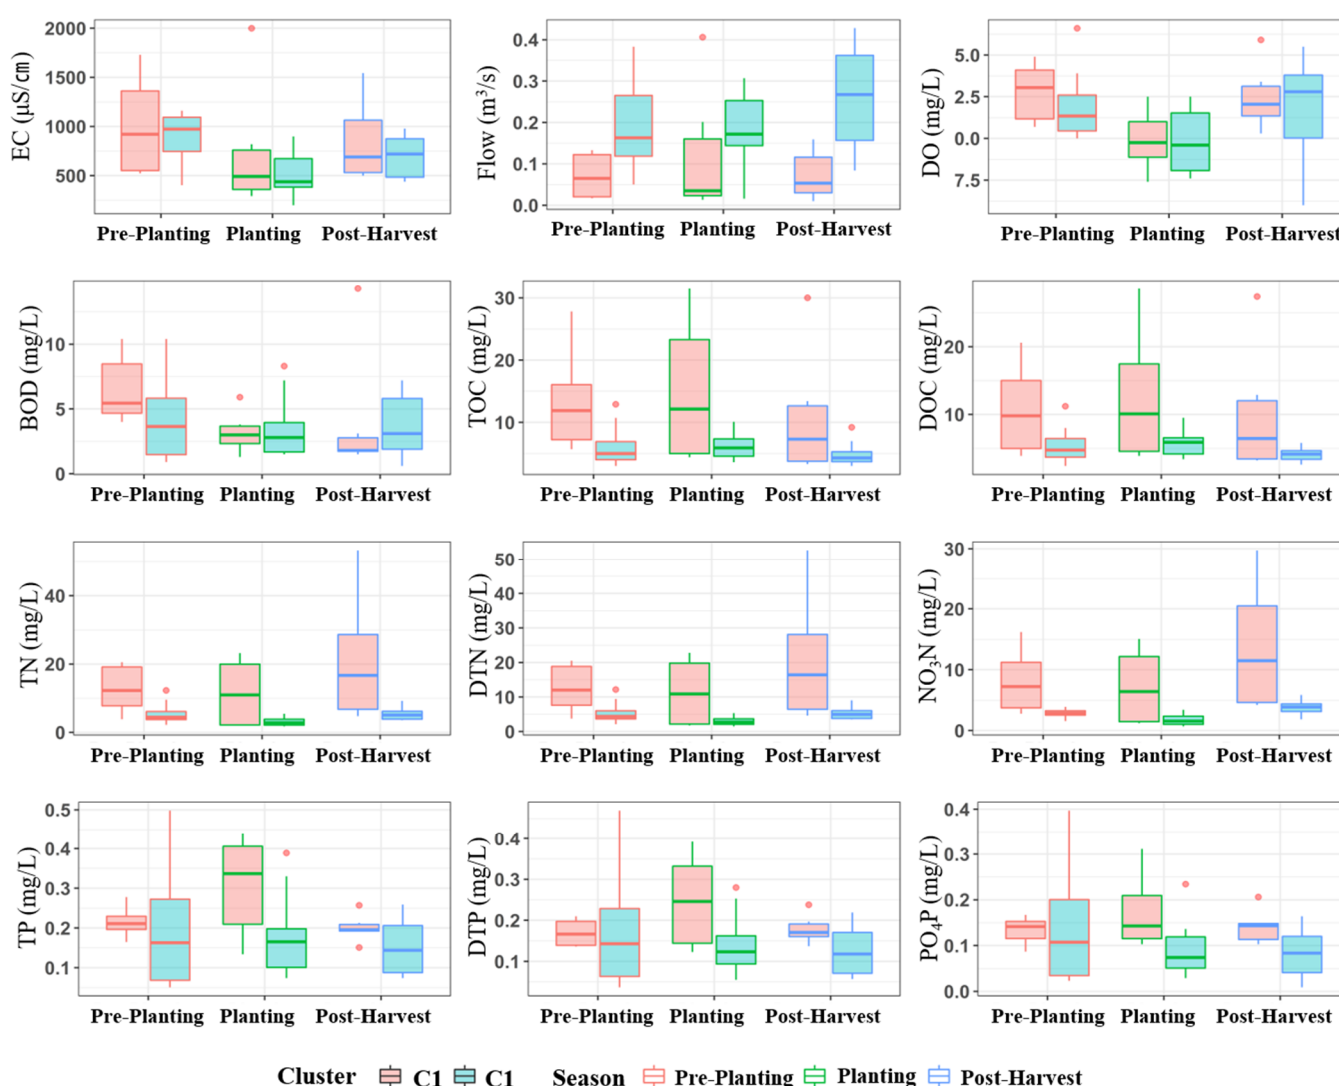 EC (μS/㎝)
2000
1500
1000
500
Pre-Planting Planting Post-Harvest
Flow (m³/s)
0.4
0.3
0.2
0.1
0.0
Pre-Planting Planting Post-Harvest
DO (mg/L)
5.0
2.5
0.0
7.5
Pre-Planting Planting Post-Harvest
BOD (mg/L)
10
5
0
Pre-Planting Planting Post-Harvest
TOC (mg/L)
30
20
10
Pre-Planting Planting Post-Harvest
DOC (mg/L)
20
10
Pre-Planting Planting Post-Harvest
TN (mg/L)
40
20
0
Pre-Planting Planting Post-Harvest
DTN (mg/L)
50
40
30
20
10
0
Pre-Planting Planting Post-Harvest
NO₃N (mg/L)
30
20
10
0
Pre-Planting Planting Post-Harvest
TP (mg/L)
0.5
0.4
0.3
0.2
0.1
Pre-Planting Planting Post-Harvest
DTP (mg/L)
0.4
0.3
0.2
0.1
Pre-Planting Planting Post-Harvest
PO₄P (mg/L)
0.4
0.3
0.2
0.1
0.0
Pre-Planting Planting Post-Harvest
Cluster C1 C1 Season Pre-Planting Planting Post-Harvest